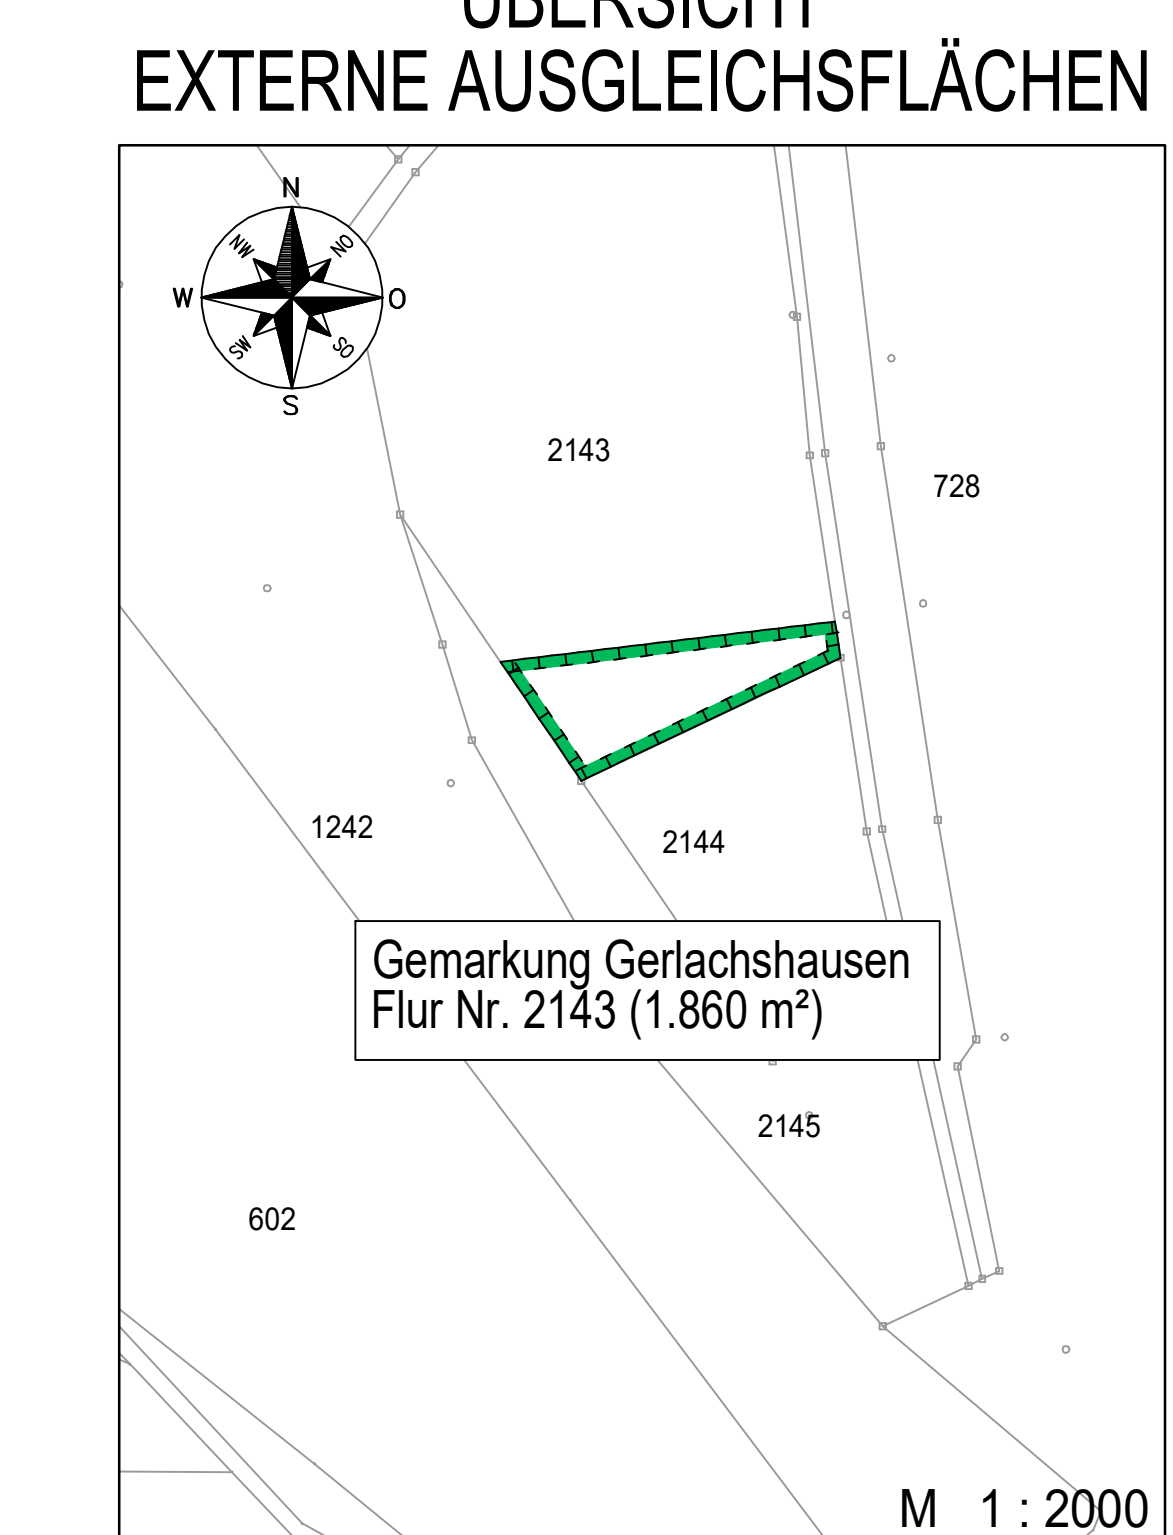 ÜBERSICHT
EXTERNE AUSGLEICHSFLÄCHEN
N
NW
NO
W
O
SW
SO
S
2143
728
1242
2144
Gemarkung Gerlachshausen
Flur Nr. 2143 (1.860 m²)
2145
602
M 1 : 2000